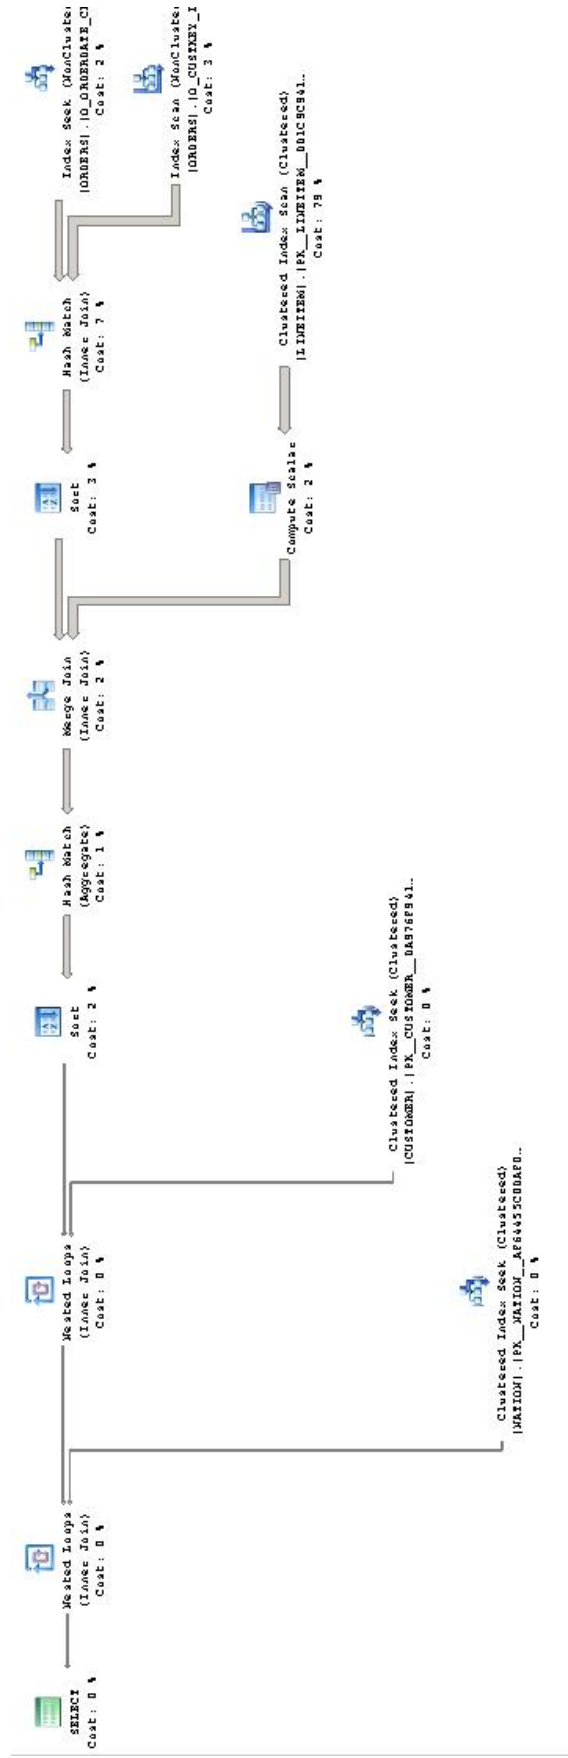 SELECT
Cost: 0 %
Nested Loops
(Inner Join)
Cost: 0 %
Nested Loops
(Inner Join)
Cost: 0 %
Sort
Cost: 2 %
Hash Match
(Aggregate)
Cost: 1 %
Merge Join
(Inner Join)
Cost: 2 %
Sort
Cost: 3 %
Hash Match
(Inner Join)
Cost: 7 %
Index Seek (NonCluste
[ORDERS].[O_ORDERDATE_
Cost: 2 %
Index Scan (NonCluste
[ORDERS].[O_CUSTKEY_
Cost: 3 %
Compute Scalar
Cost: 2 %
Clustered Index Scan (Clustered)
[LINEITEM].[PK__LINEITEM__
Cost: 79 %
Clustered Index Seek (Clustered)
[CUSTOMER].[PK__CUSTOMER__
Cost: 0 %
Clustered Index Seek (Clustered)
[NATION].[PK__NATION__
Cost: 0 %